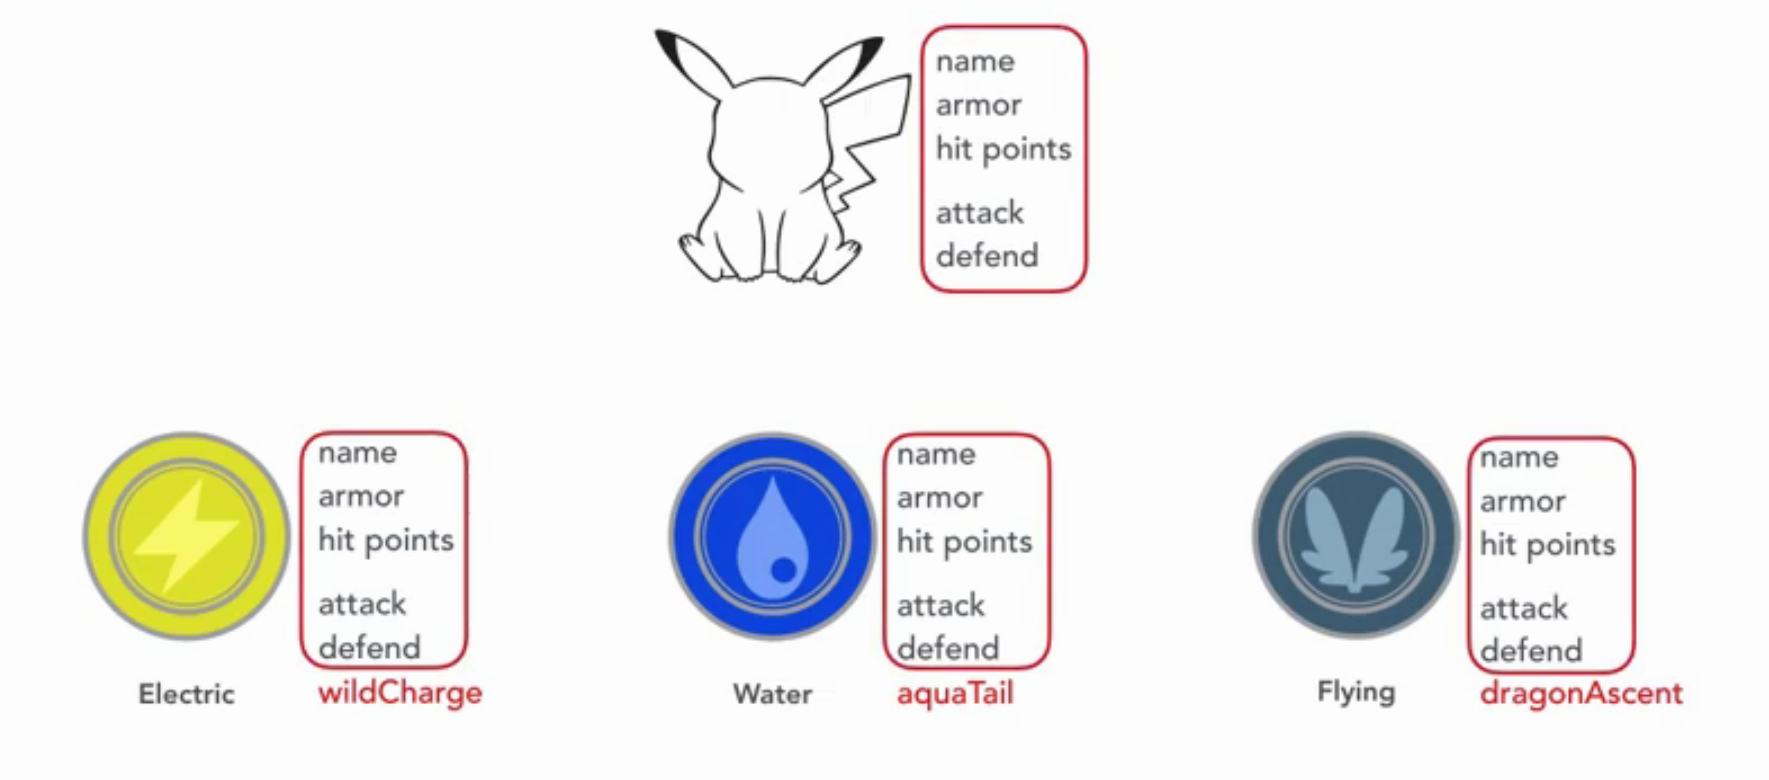 name
armor
hit points
attack
defend
name
armor
hit points
attack
defend
Electric
wildCharge
name
armor
hit points
attack
defend
Water
aquaTail
name
armor
hit points
attack
defend
Flying
dragonAscent